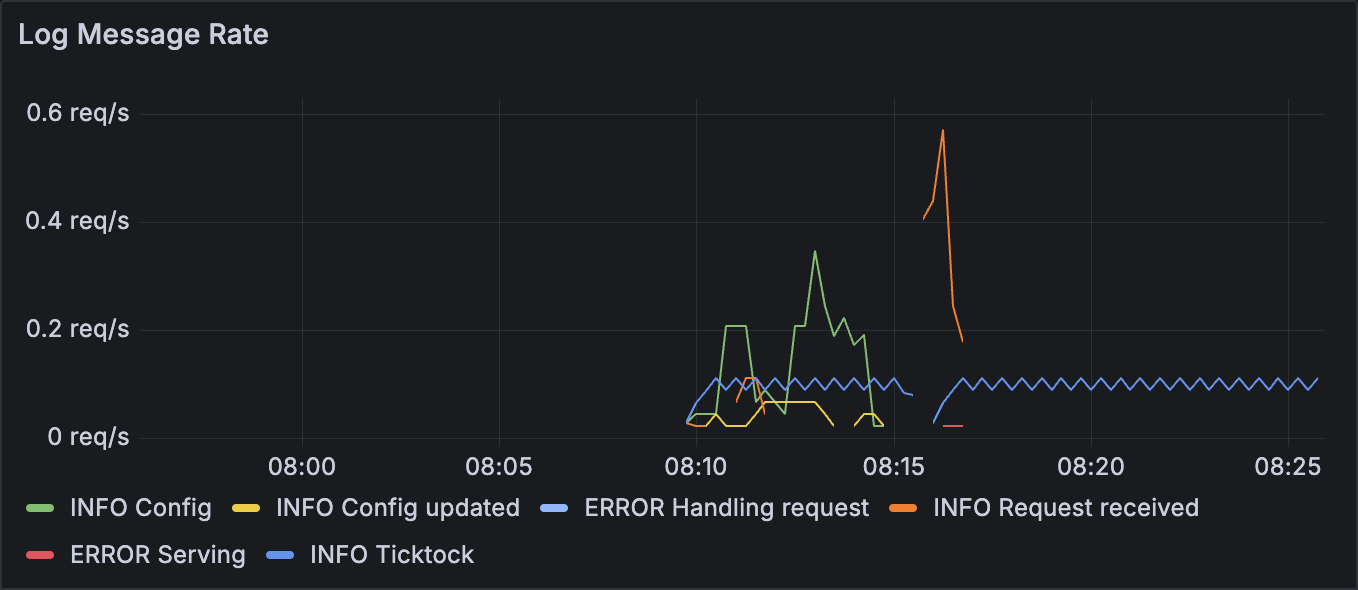 Log Message Rate
0.6 req/s
0.4 req/s
0.2 req/s
0 req/s
08:00 08:05 08:10 08:15 08:20 08:25
INFO Config INFO Config updated ERROR Handling request INFO Request received
ERROR Serving INFO Ticktock